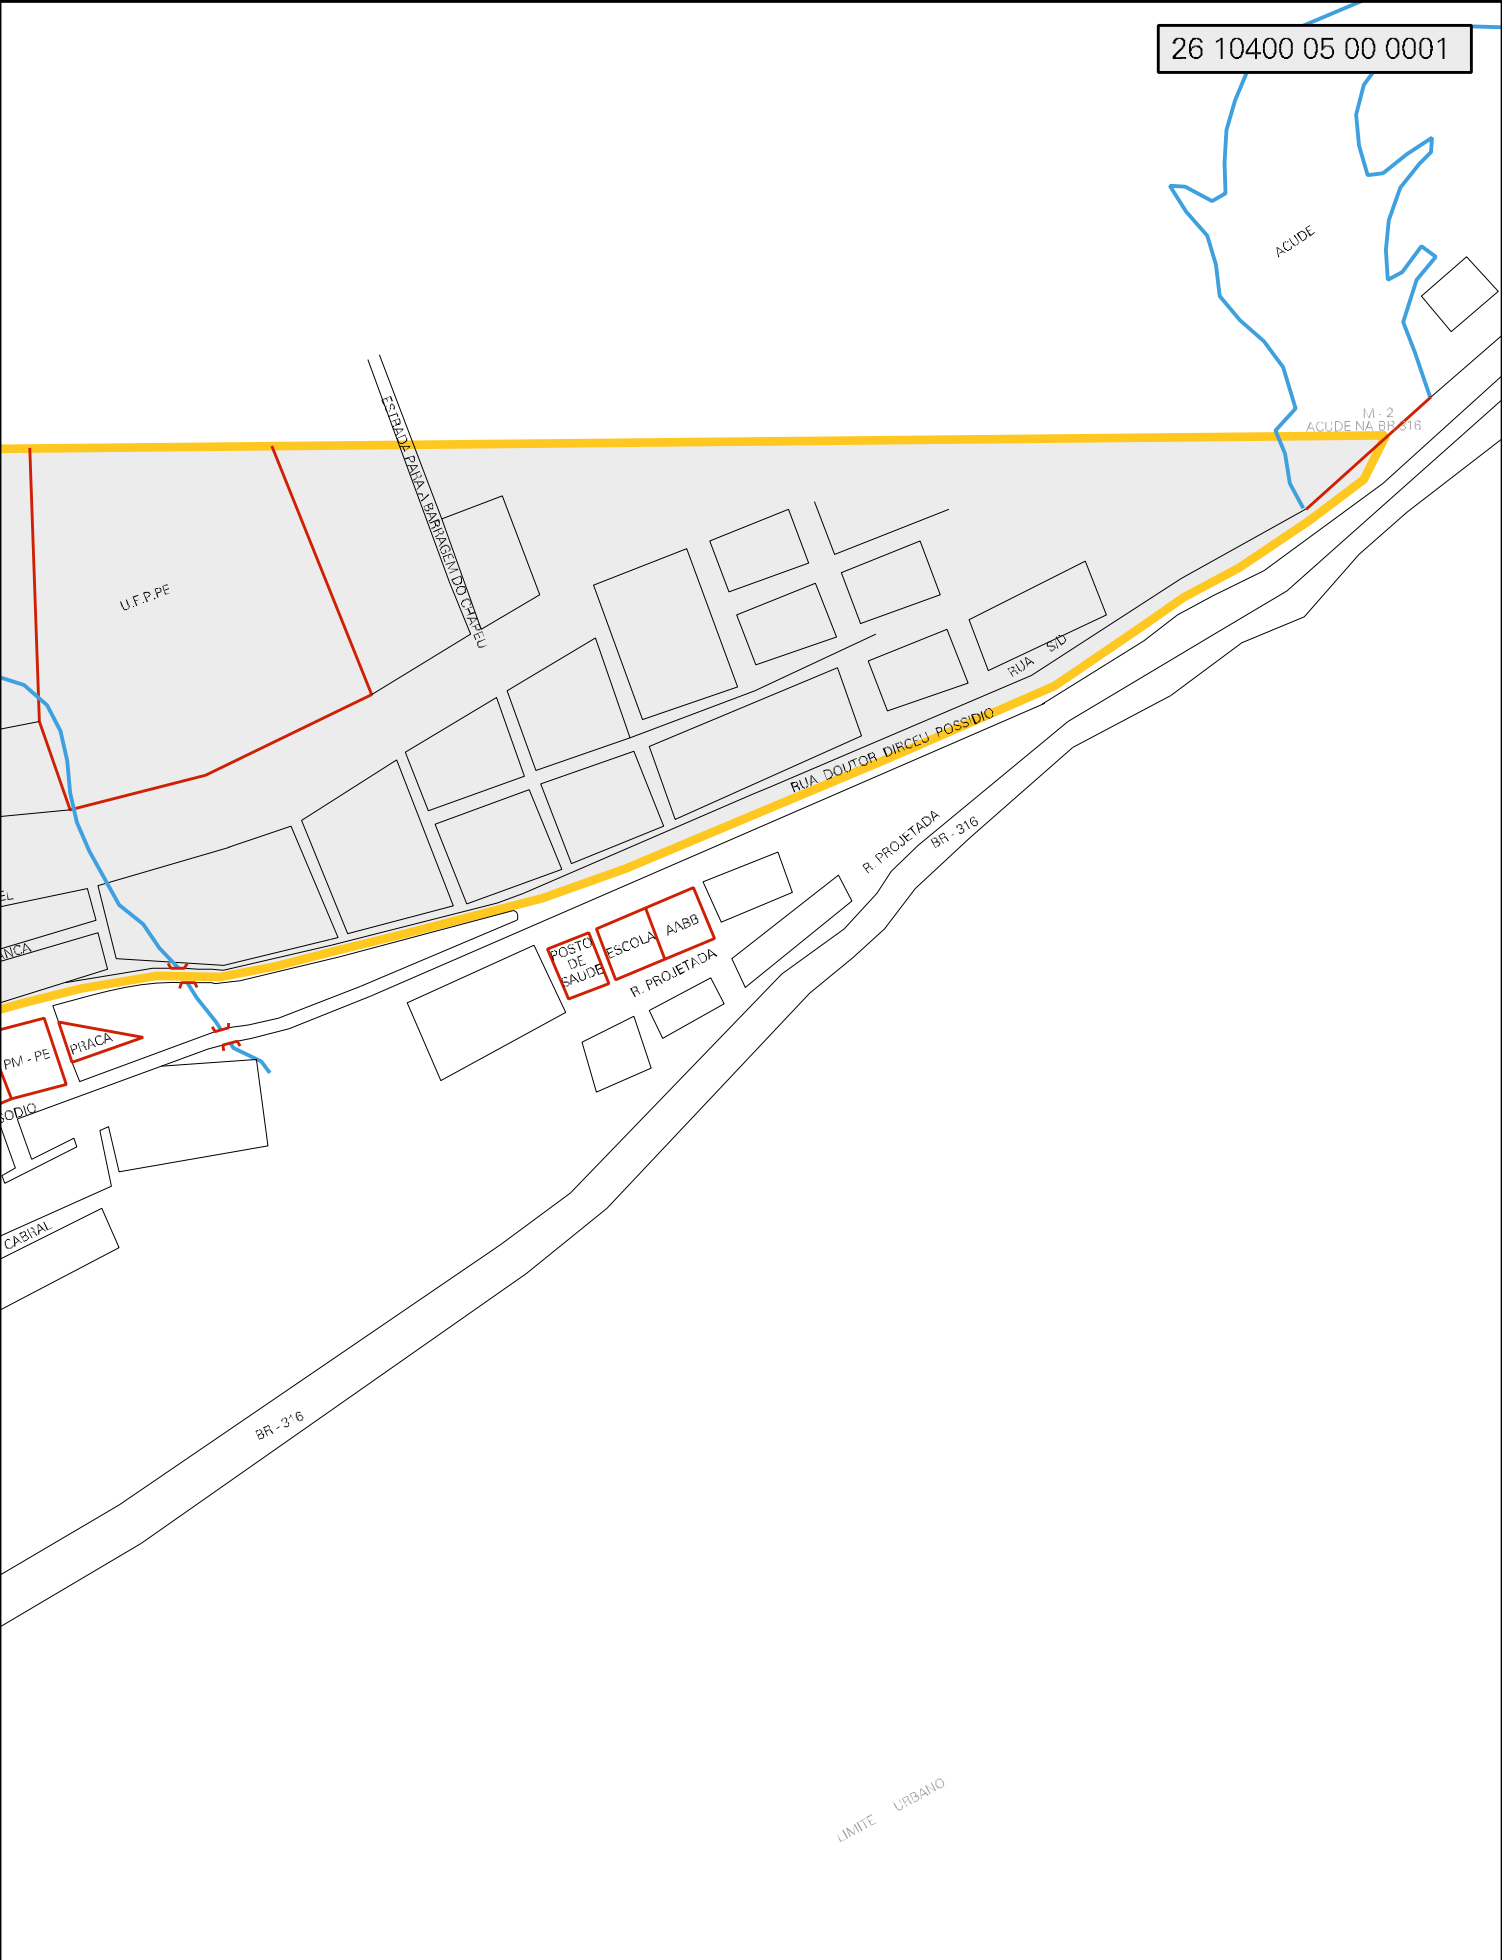 26 10400 05 00 0001
ACUDE
M - 2
ACUDE NA BR 316
ESTRADA PARA A BARRAGEM DO CHAPEU
U.F.P.PE
RUA S/D
RUA DOUTOR DIRCEU POSSIDIO
R. PROJETADA
BR - 316
POSTO
DE
SAUDE
ESCOLA
AABB
R. PROJETADA
PM - PE
PRACA
CABRAL
BR - 316
LIMITE URBANO